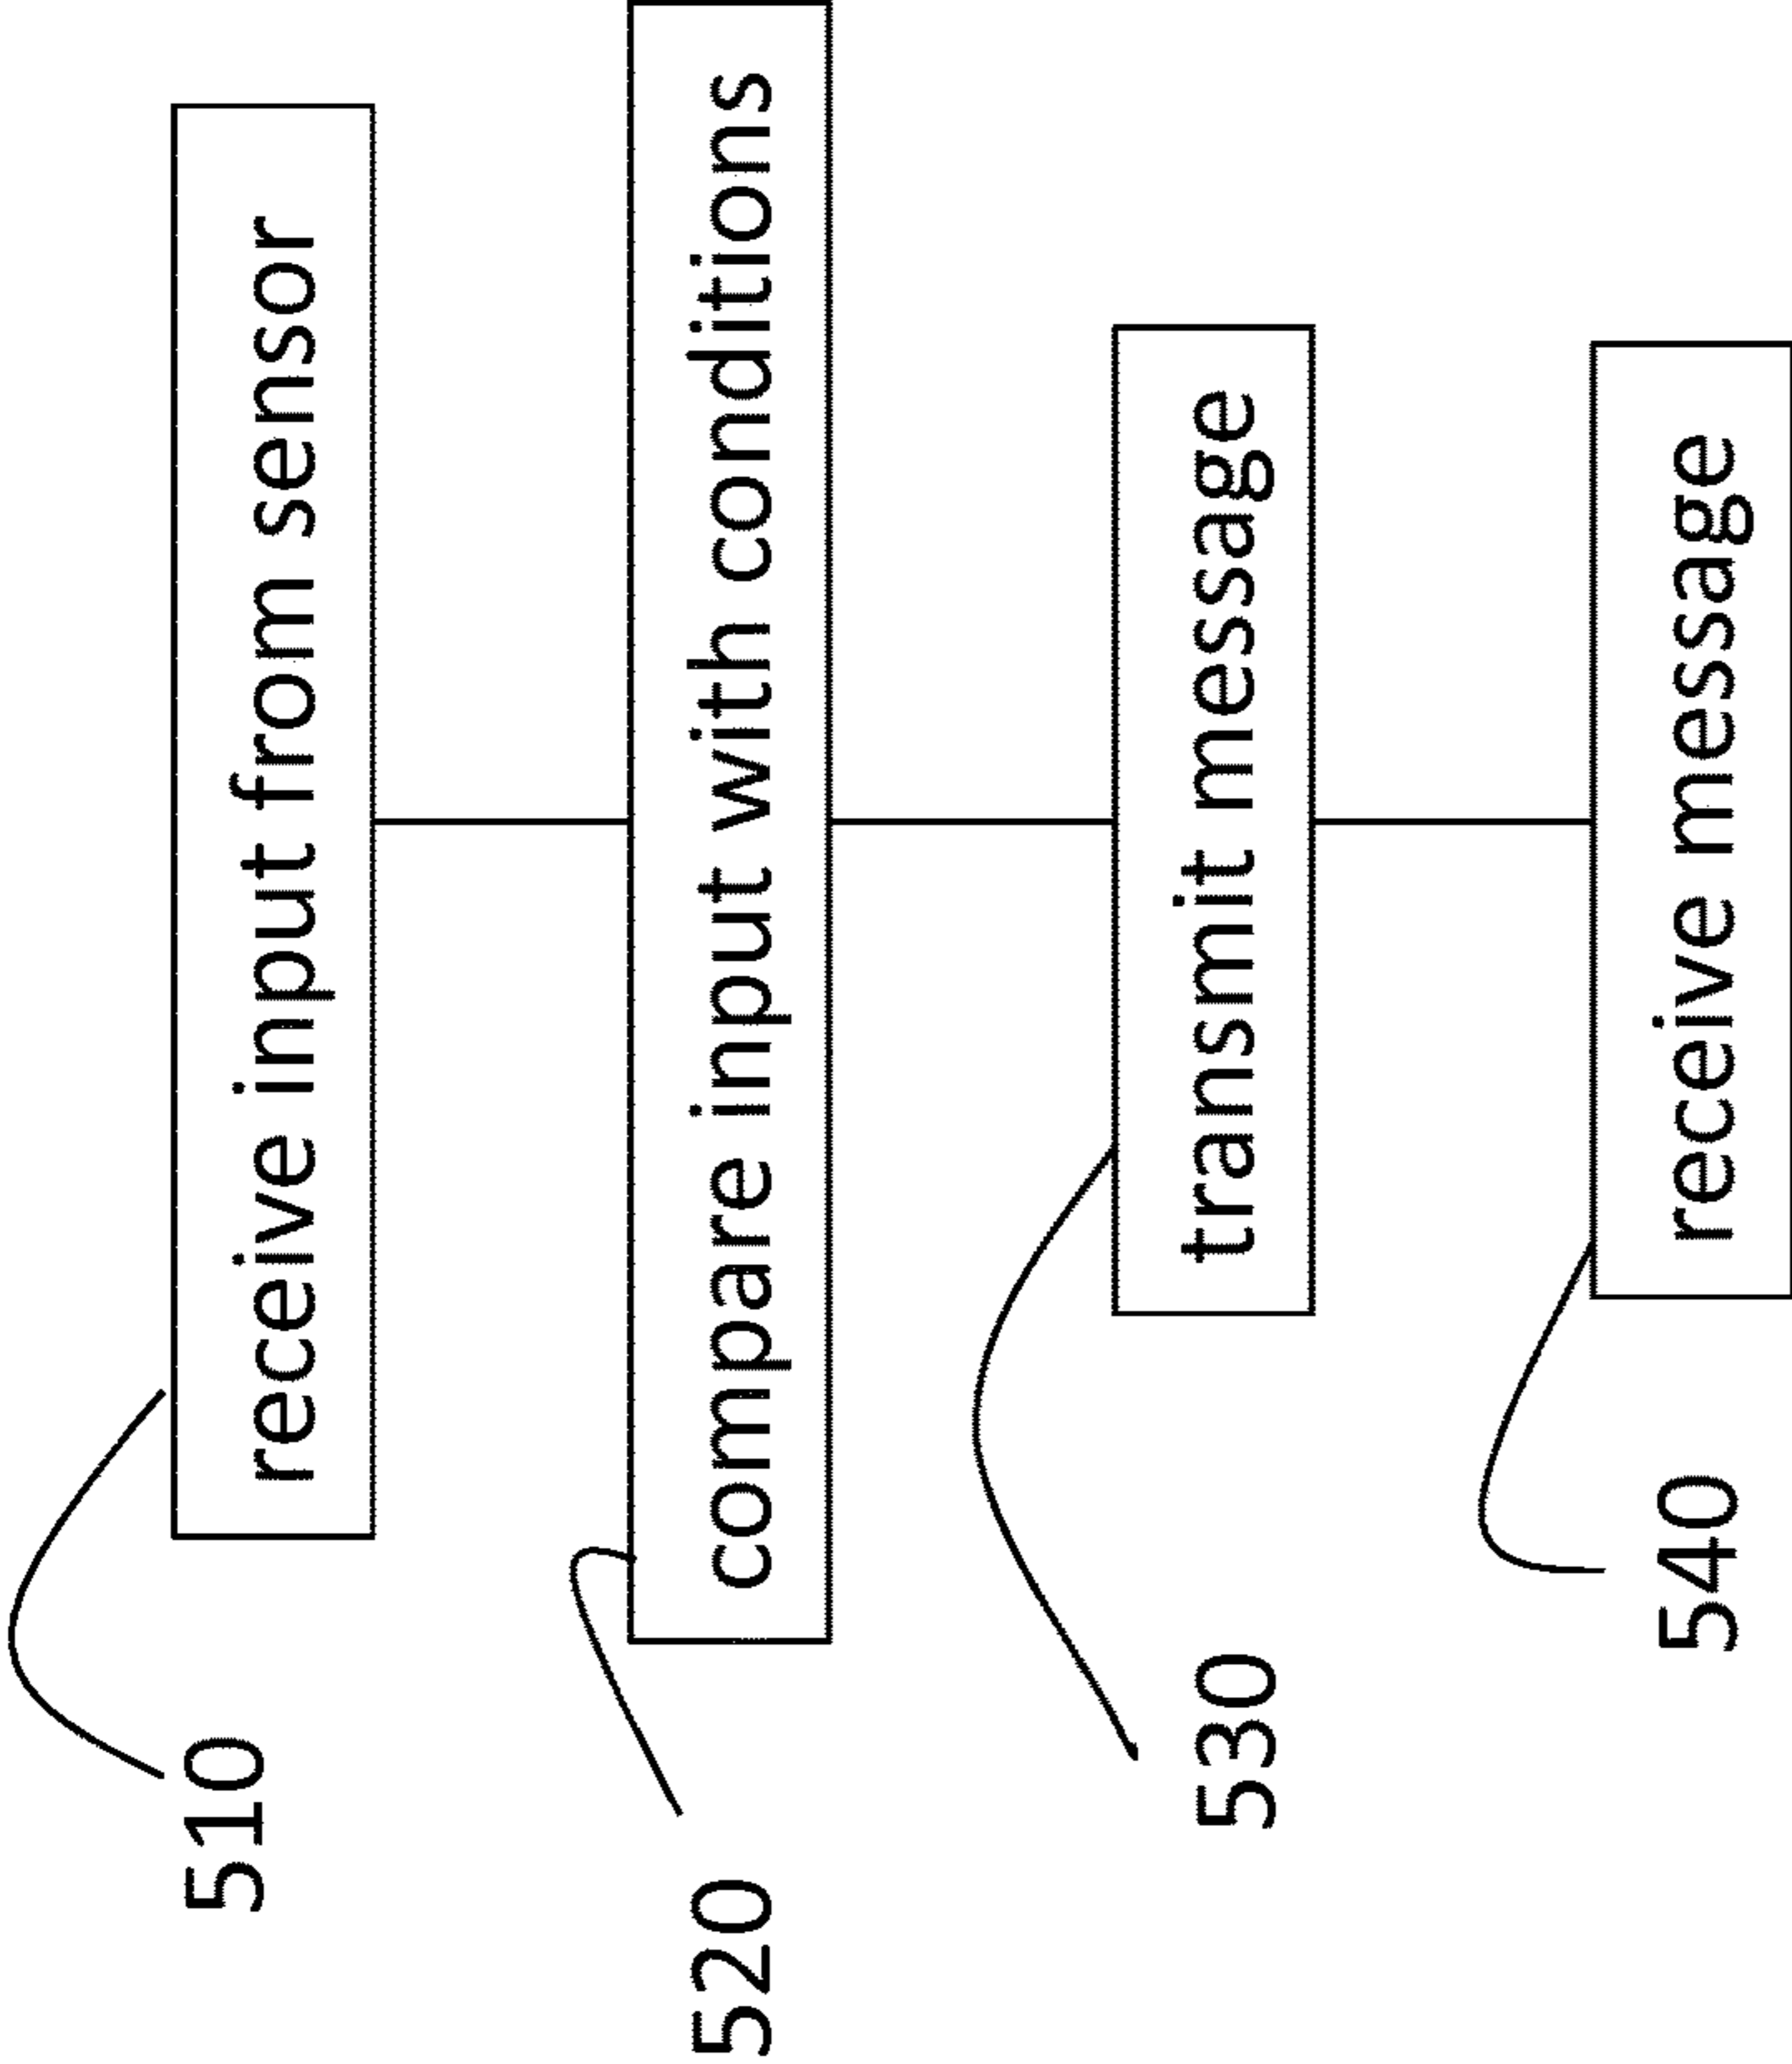 510
receive input from sensor
520
compare input with conditions
530
transmit message
540
receive message